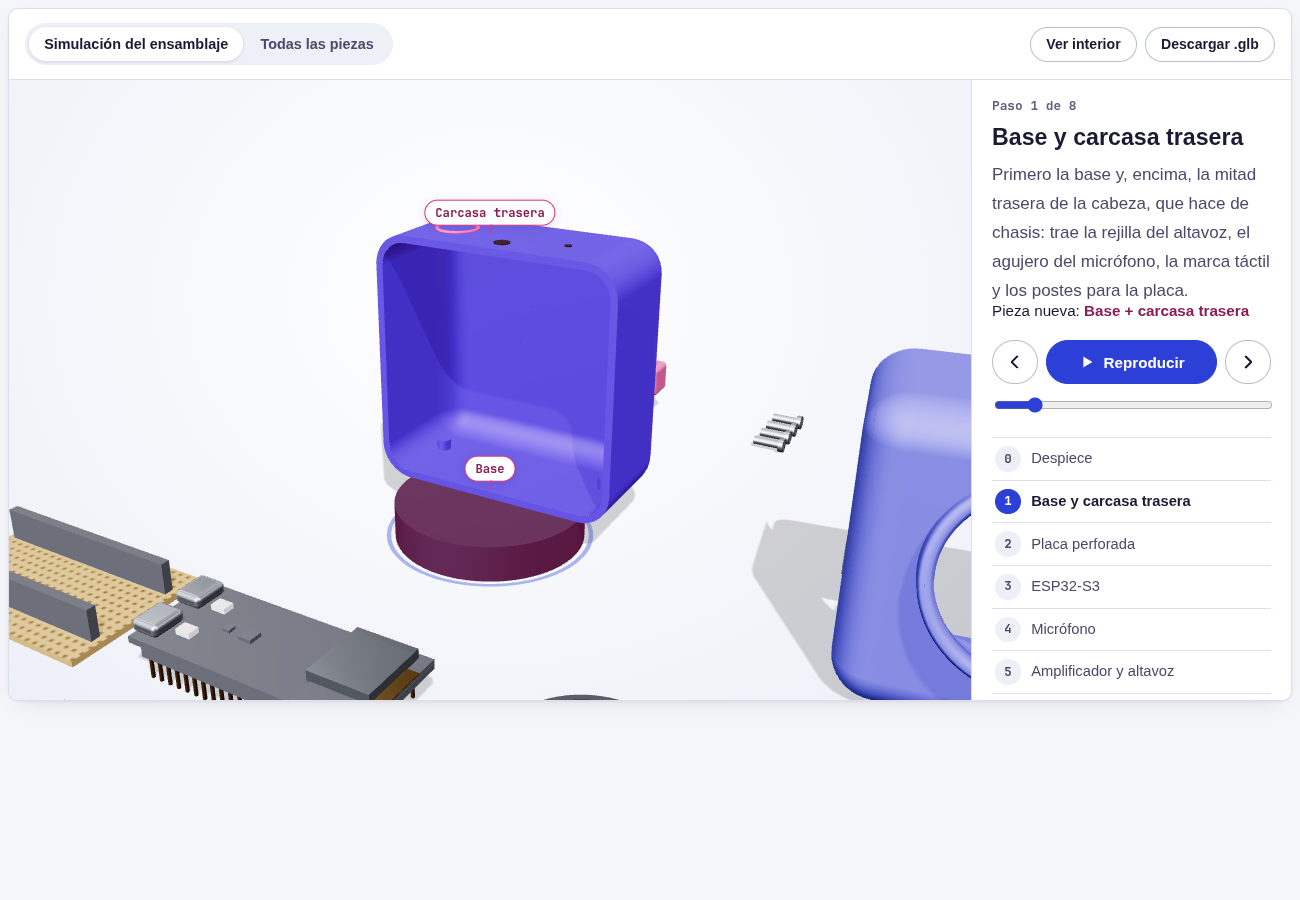 Simulación del ensamblaje
Todas las piezas
Ver interior
Descargar .glb
Carcasa trasera
Base
Paso 1 de 8
Base y carcasa trasera
Primero la base y, encima, la mitad
trasera de la cabeza, que hace de
chasis: trae la rejilla del altavoz, el
agujero del micrófono, la marca táctil
y los postes para la placa.
Pieza nueva: Base + carcasa trasera
Reproducir
0 Despiece
1 Base y carcasa trasera
2 Placa perforada
3 ESP32-S3
4 Micrófono
5 Amplificador y altavoz